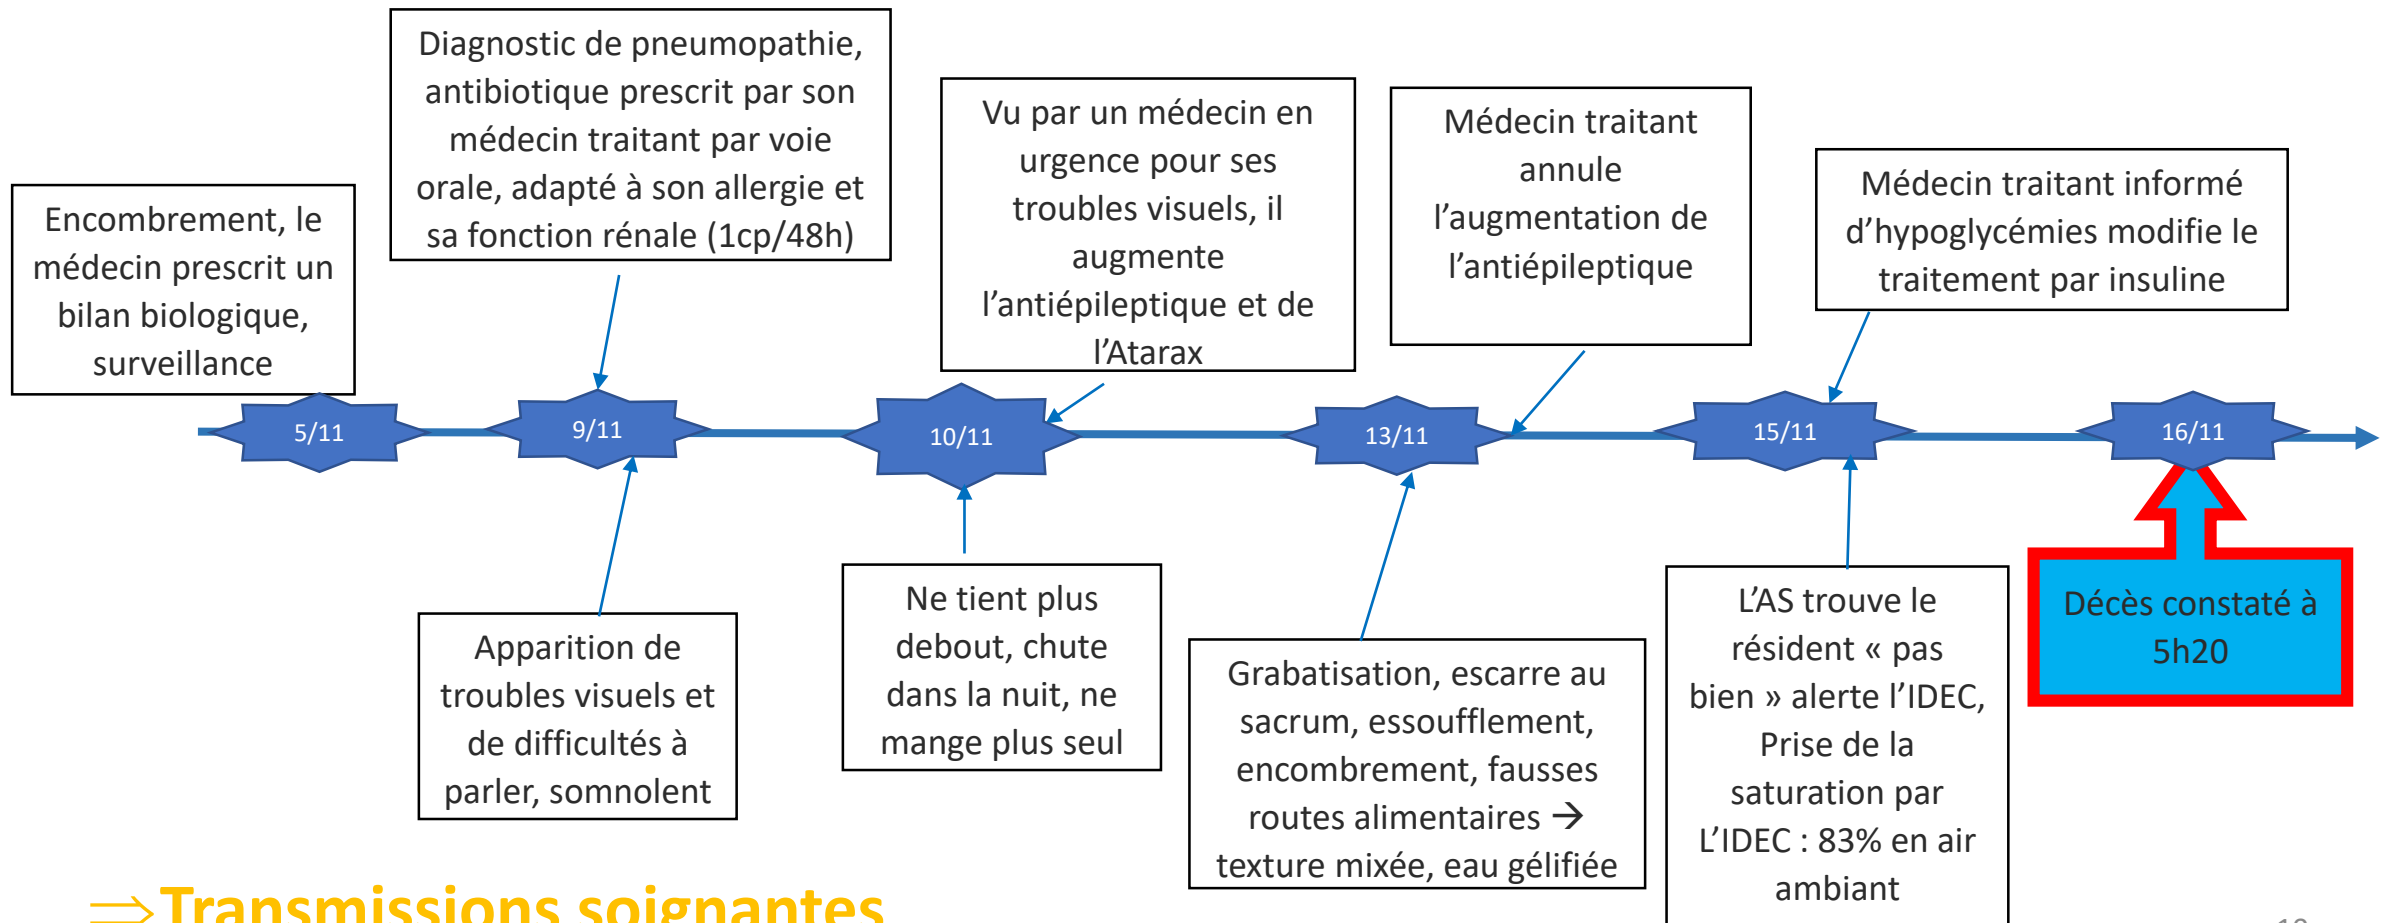 Encombrement, le
médecin prescrit un
bilan biologique,
surveillance
Diagnostic de pneumopathie,
antibiotique prescrit par son
médecin traitant par voie
orale, adapté à son allergie et
sa fonction rénale (1cp/48h)
Vu par un médecin en
urgence pour ses
troubles visuels, il
augmente
l’antiépileptique et de
l’Atarax
Médecin traitant
annule
l’augmentation de
l’antiépileptique
Médecin traitant informé
d’hypoglycémies modifie le
traitement par insuline
5/11
9/11
10/11
13/11
15/11
16/11
Apparition de
troubles visuels et
de difficultés à
parler, somnolent
Ne tient plus
debout, chute
dans la nuit, ne
mange plus seul
Grabatisation, escarre au
sacrum, essoufflement,
encombrement, fausses
routes alimentaires →
texture mixée, eau gélifiée
L’AS trouve le
résident « pas
bien » alerte l’IDEC,
Prise de la
saturation par
L’IDEC : 83% en air
ambiant
Décès constaté à
5h20
⇒Transmissions soignantes